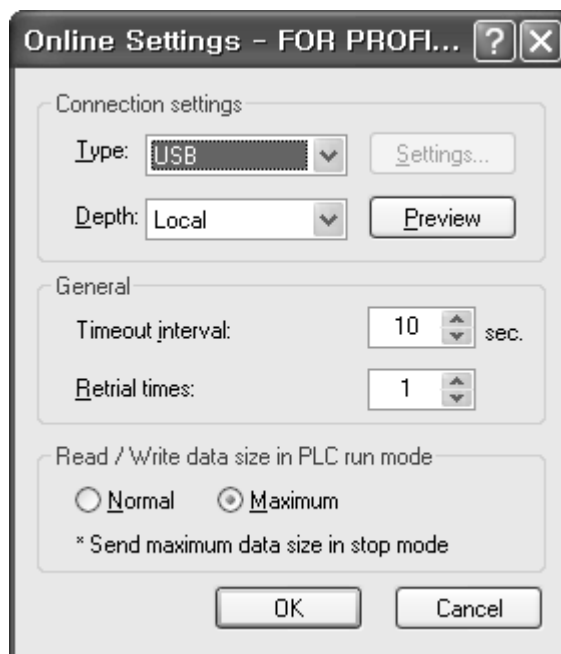 Online Settings - FOR PROFI... ? X
Connection settings
Type: USB Settings...
Depth: Local Preview
General
Timeout interval: 10 sec.
Retrial times: 1
Read / Write data size in PLC run mode
Normal Maximum
* Send maximum data size in stop mode
OK Cancel